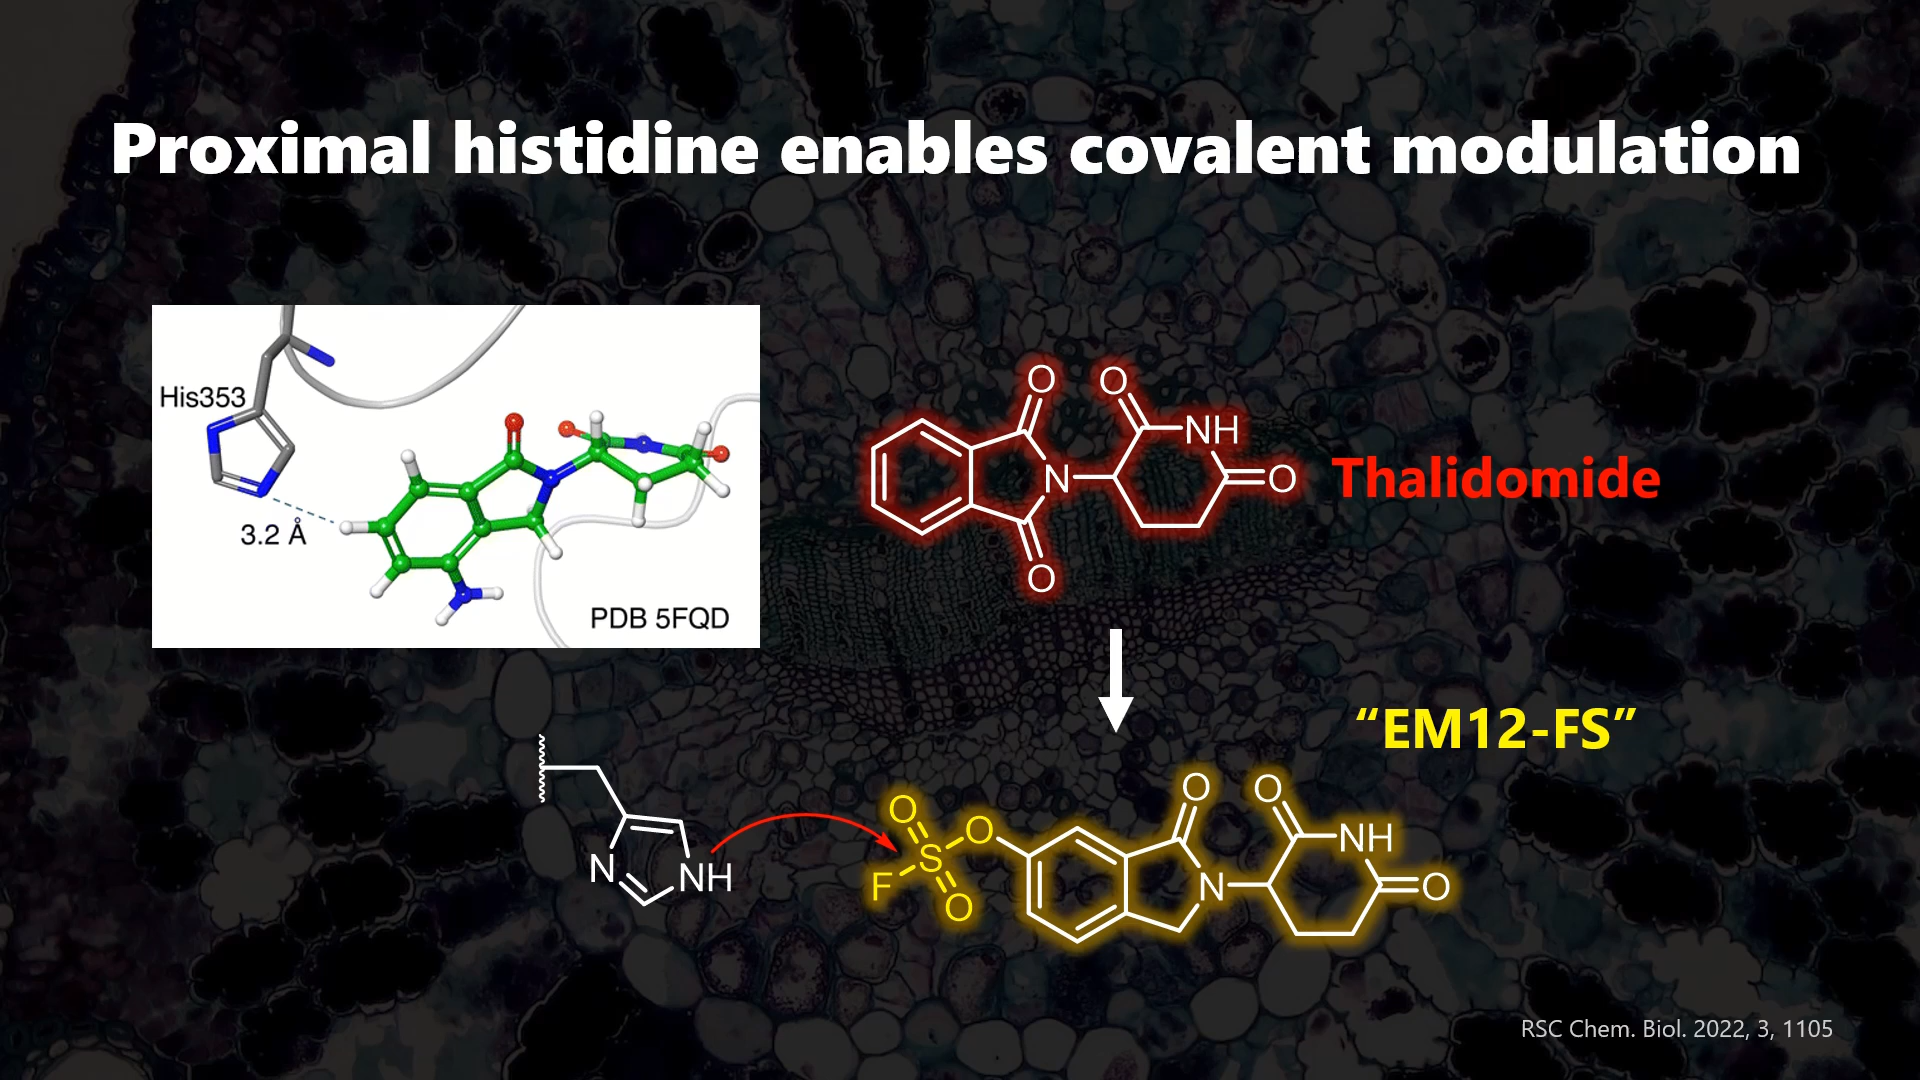 Proximal histidine enables covalent modulation
His353
3.2 Å
PDB 5FQD
O
O
NH
N
O
O
Thalidomide
“EM12-FS”
N
NH
O
S
O
F
O
O
O
NH
N
O
RSC Chem. Biol. 2022, 3, 1105